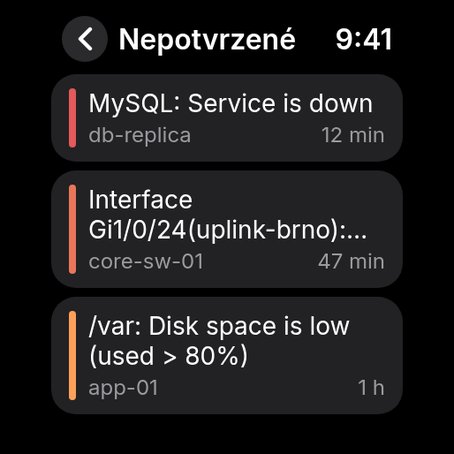 Nepotvrzené 9:41
MySQL: Service is down
db-replica 12 min
Interface
Gi1/0/24(uplink-brno):...
core-sw-01 47 min
/var: Disk space is low
(used > 80%)
app-01 1 h